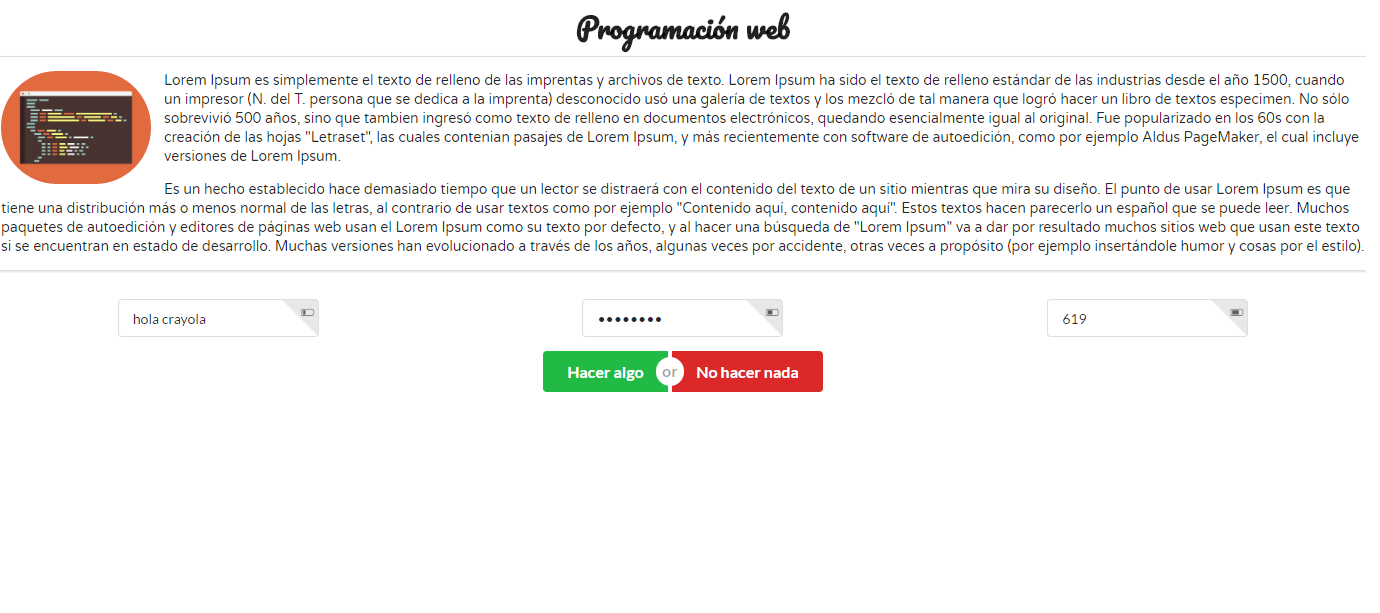 Programación web
Lorem Ipsum es simplemente el texto de relleno de las imprentas y archivos de texto. Lorem Ipsum ha sido el texto de relleno estándar de las industrias desde el año 1500, cuando
un impresor (N. del T. persona que se dedica a la imprenta) desconocido usó una galería de textos y los mezcló de tal manera que logró hacer un libro de textos especimen. No sólo
sobrevivió 500 años, sino que tambien ingresó como texto de relleno en documentos electrónicos, quedando esencialmente igual al original. Fue popularizado en los 60s con la
creación de las hojas "Letraset", las cuales contenian pasajes de Lorem Ipsum, y más recientemente con software de autoedición, como por ejemplo Aldus PageMaker, el cual incluye
versiones de Lorem Ipsum.
Es un hecho establecido hace demasiado tiempo que un lector se distraerá con el contenido del texto de un sitio mientras que mira su diseño. El punto de usar Lorem Ipsum es que
tiene una distribución más o menos normal de las letras, al contrario de usar textos como por ejemplo "Contenido aquí, contenido aquí". Estos textos hacen parecerlo un español que se puede leer. Muchos
paquetes de autoedición y editores de páginas web usan el Lorem Ipsum como su texto por defecto, y al hacer una búsqueda de "Lorem Ipsum" va a dar por resultado muchos sitios web que usan este texto
si se encuentran en estado de desarrollo. Muchas versiones han evolucionado a través de los años, algunas veces por accidente, otras veces a propósito (por ejemplo insertándole humor y cosas por el estilo).
hola crayola
••••••••
619
Hacer algo or No hacer nada